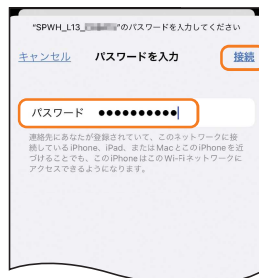 "SPWH_L13_"のパスワードを入力してください
キャンセル パスワードを入力 接続
パスワード ●●●●●●●●●●
連絡先にあなたが登録されていて、このネットワークに接
続しているiPhone、iPad、またはMacとこのiPhoneを近
づけることでも、このiPhoneはこのWi-Fiネットワークに
アクセスできるようになります。